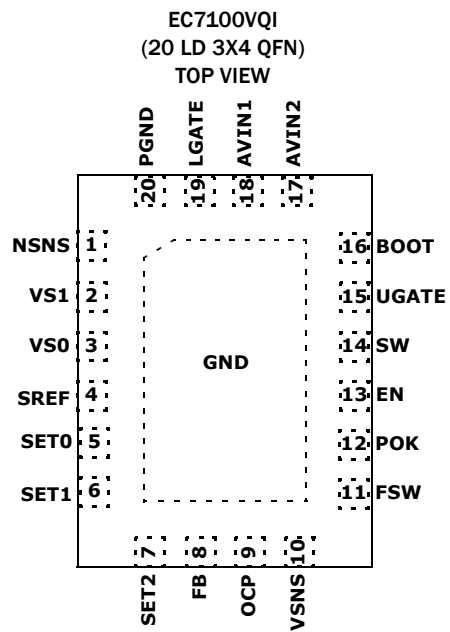 EC7100VQI
(20 LD 3X4 QFN)
TOP VIEW
PGND
LGATE
AVIN1
AVIN2
20
19
18
17
NSNS 1
VS1 2
VS0 3
SREF 4
SET0 5
SET1 6
GND
16 BOOT
15 UGATE
14 SW
13 EN
12 POK
11 FSW
7
8
9
10
SET2
FB
OCP
VSNS